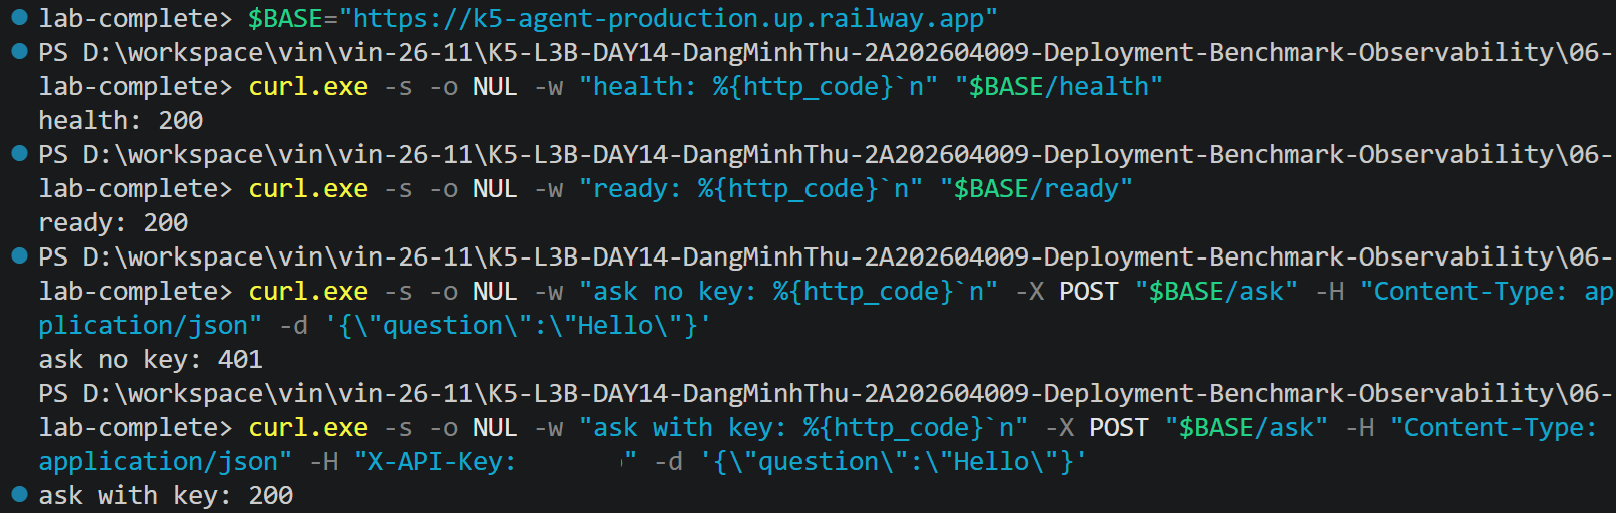 lab-complete> $BASE="https://k5-agent-production.up.railway.app"
PS D:\workspace\vin\vin-26-11\K5-L3B-DAY14-DangMinhThu-2A202604009-Deployment-Benchmark-Observability\06-
lab-complete> curl.exe -s -o NUL -w "health: %{http_code}`n" "$BASE/health"
health: 200
PS D:\workspace\vin\vin-26-11\K5-L3B-DAY14-DangMinhThu-2A202604009-Deployment-Benchmark-Observability\06-
lab-complete> curl.exe -s -o NUL -w "ready: %{http_code}`n" "$BASE/ready"
ready: 200
PS D:\workspace\vin\vin-26-11\K5-L3B-DAY14-DangMinhThu-2A202604009-Deployment-Benchmark-Observability\06-
lab-complete> curl.exe -s -o NUL -w "ask no key: %{http_code}`n" -X POST "$BASE/ask" -H "Content-Type: ap
plication/json" -d '{\"question\":\"Hello\"}'
ask no key: 401
PS D:\workspace\vin\vin-26-11\K5-L3B-DAY14-DangMinhThu-2A202604009-Deployment-Benchmark-Observability\06-
lab-complete> curl.exe -s -o NUL -w "ask with key: %{http_code}`n" -X POST "$BASE/ask" -H "Content-Type:
application/json" -H "X-API-Key: " -d '{\"question\":\"Hello\"}'
ask with key: 200